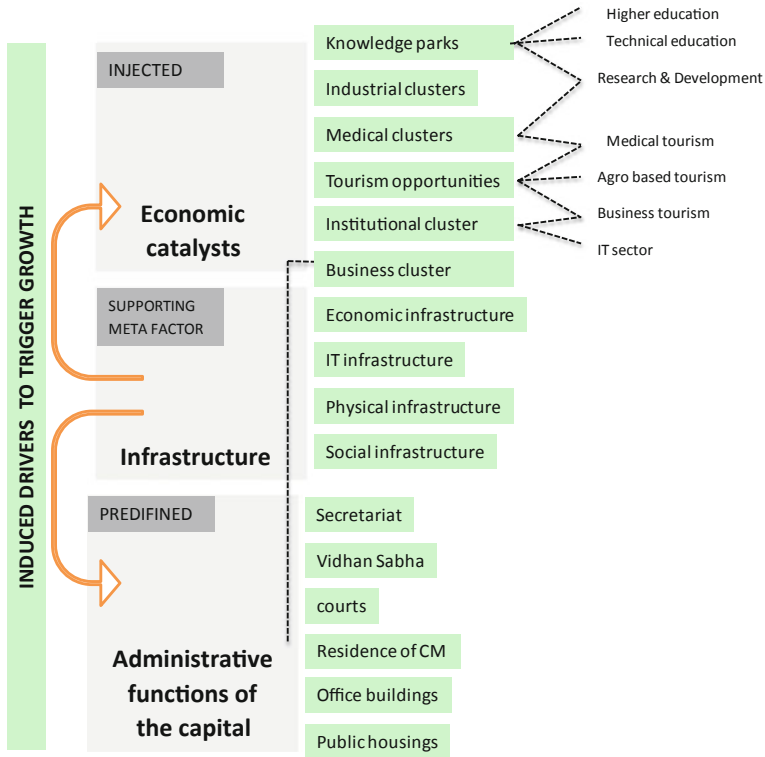 INDUCED DRIVERS TO TRIGGER GROWTH
INJECTED
Economic
catalysts
Knowledge parks
Industrial clusters
Medical clusters
Tourism opportunities
Institutional cluster
Business cluster
Higher education
Technical education
Research & Development
Medical tourism
Agro based tourism
Business tourism
IT sector
SUPPORTING
META FACTOR
Infrastructure
Economic infrastructure
IT infrastructure
Physical infrastructure
Social infrastructure
PREDIFINED
Administrative
functions of
the capital
Secretariat
Vidhan Sabha
courts
Residence of CM
Office buildings
Public housings